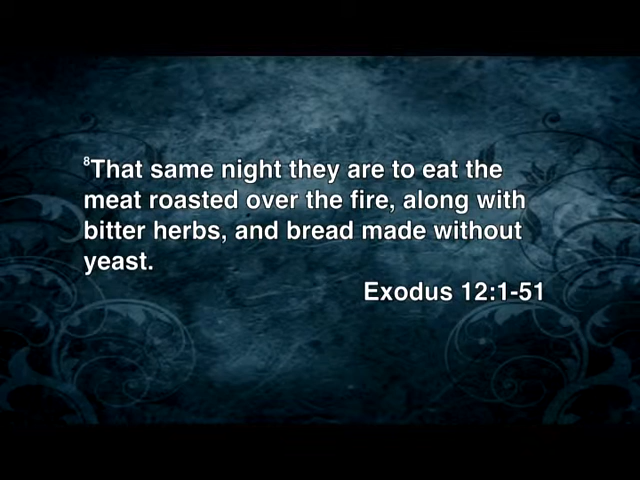 ⁸That same night they are to eat the
meat roasted over the fire, along with
bitter herbs, and bread made without
yeast.
Exodus 12:1-51